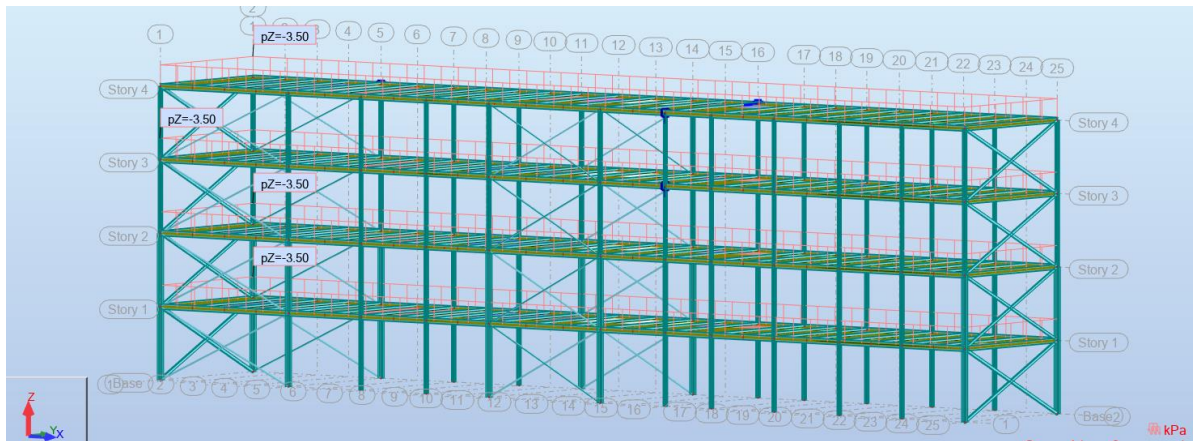 2
1
1 2 3 4 5 6 7 8 9 10 11 12 13 14 15 16 17 18 19 20 21 22 23 24 25
pZ=-3.50
Story 4
Story 4
pZ=-3.50
Story 3
pZ=-3.50
Story 3
Story 2
pZ=-3.50
Story 2
Story 1
Story 1
Base 2 3 4 5 6 7 8 9 10 11 12 13 14 15 16 17 18 19 20 21 22 23 24 25 1 Base2
Z
Y X
kPa